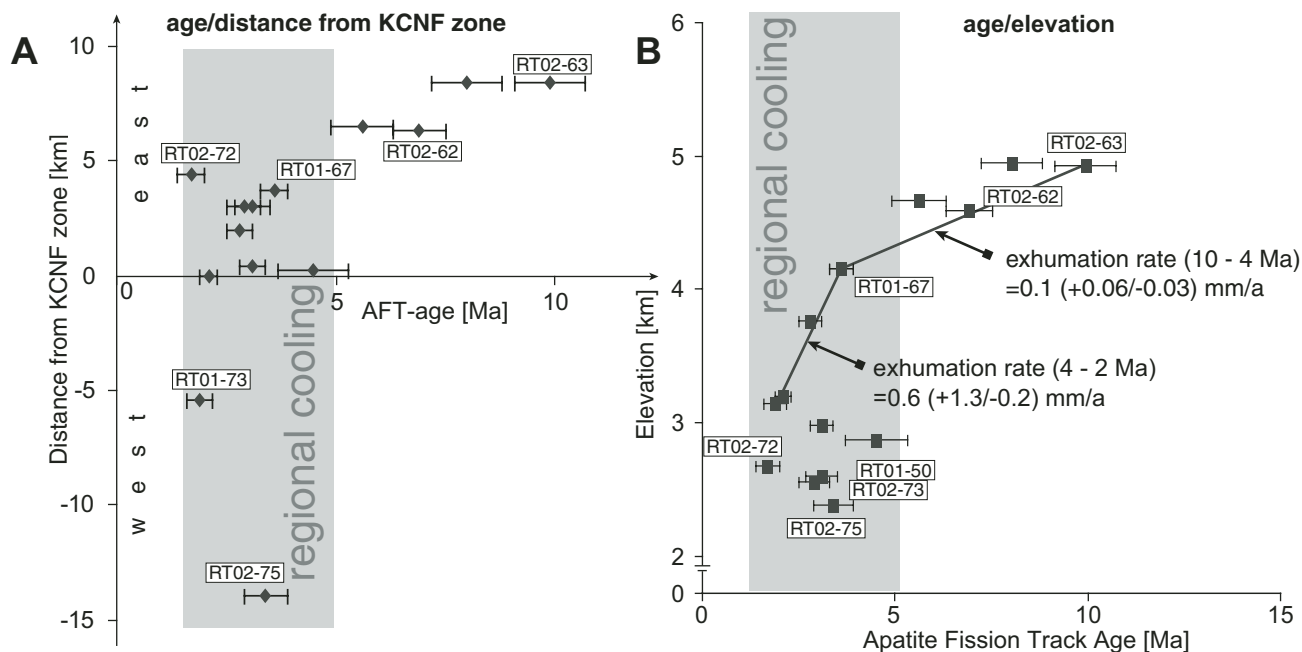 A
age/distance from KCNF zone
Distance from KCNF zone [km]
10
5
0
-5
-10
-15
east
west
0
5
10
AFT-age [Ma]
regional cooling
regional cooling
RT02-63
RT02-62
RT02-72
RT01-67
RT01-73
RT02-75
B
age/elevation
Elevation [km]
6
5
4
3
2
0
regional cooling
RT02-63
RT02-62
RT01-67
exhumation rate (10 - 4 Ma)
=0.1 (+0.06/-0.03) mm/a
exhumation rate (4 - 2 Ma)
=0.6 (+1.3/-0.2) mm/a
RT02-72
RT01-50
RT02-73
RT02-75
0
5
10
15
Apatite Fission Track Age [Ma]